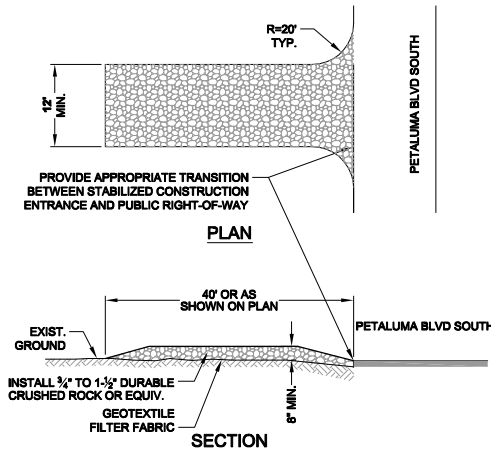 R=20'
TYP.
12'
MIN.
PETALUMA BLVD SOUTH
PROVIDE APPROPRIATE TRANSITION
BETWEEN STABILIZED CONSTRUCTION
ENTRANCE AND PUBLIC RIGHT-OF-WAY
PLAN
40' OR AS
SHOWN ON PLAN
PETALUMA BLVD SOUTH
EXIST.
GROUND
INSTALL ¾" TO 1-½" DURABLE
CRUSHED ROCK OR EQUIV.
GEOTEXTILE
FILTER FABRIC
8" MIN.
SECTION